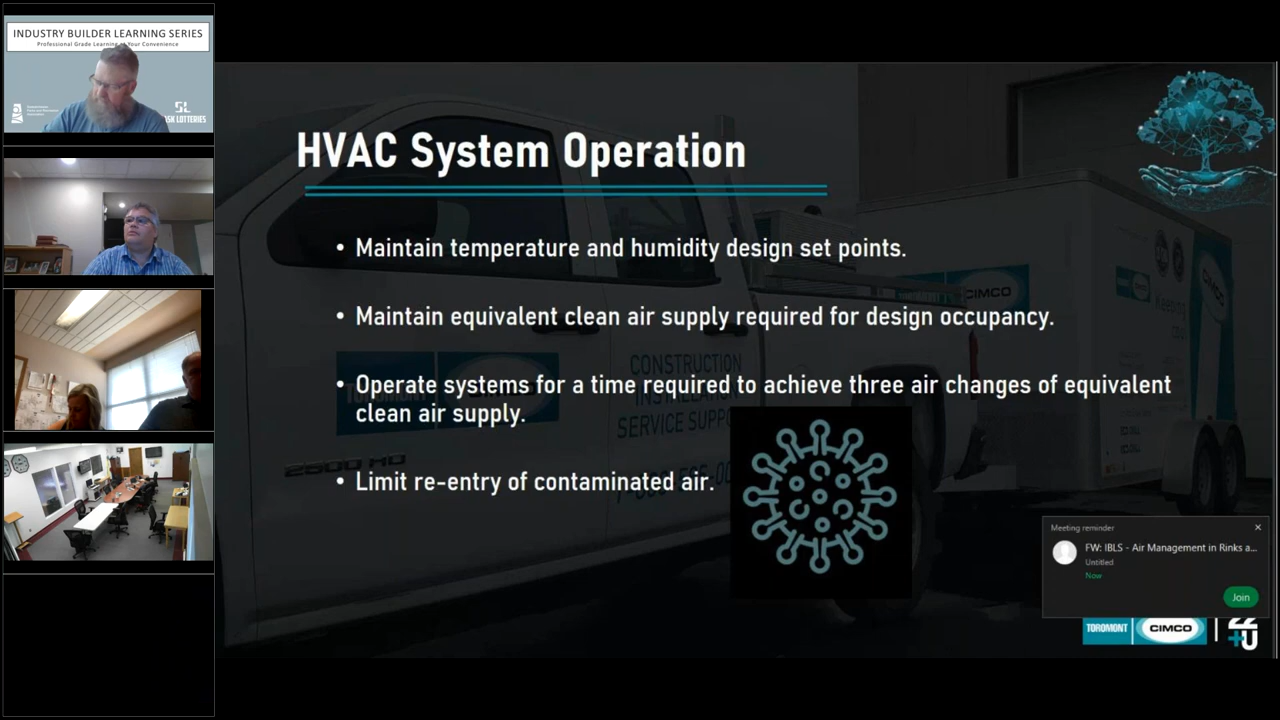 INDUSTRY BUILDER LEARNING SERIES
Professional Grade Learning at Your Convenience
SL
SASK LOTTERIES
HVAC System Operation
• Maintain temperature and humidity design set points.
• Maintain equivalent clean air supply required for design occupancy.
• Operate systems for a time required to achieve three air changes of equivalent
clean air supply.
• Limit re-entry of contaminated air.
CIMCO
TOROMONT
CONSTRUCTION
INSTALLATION
SERVICE SUPPORT
2500 HD
Meeting reminder
FW: IBLS - Air Management in Rinks a...
Untitled
Now
Join
TOROMONT CIMCO